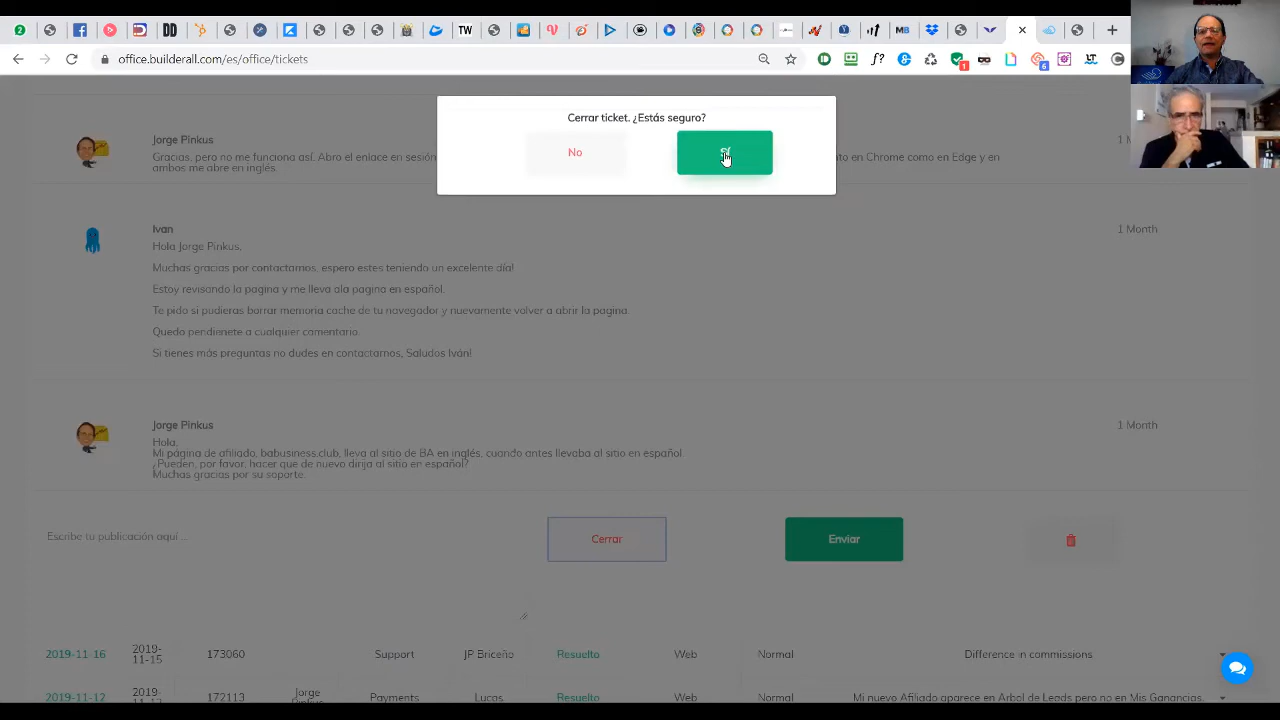 office.builderall.com/es/office/tickets
Cerrar ticket. ¿Estás seguro?
No
Sí
Jorge Pinkus
Gracias, pero no me funciona así. Abro el enlace en sesión
nto en Chrome como en Edge y en
ambos me abre en inglés.
Ivan
1 Month
Hola Jorge Pinkus,
Muchas gracias por contactarnos, espero estes teniendo un excelente día!
Estoy revisando la pagina y me lleva ala pagina en español.
Te pido si pudieras borrar memoria cache de tu navegador y nuevamente volver a abrir la pagina.
Quedo pendienete a cualquier camentario.
Si tienes más preguntas no dudes en contactarnos, Saludos Iván!
Jorge Pinkus
1 Month
Hola,
Mi página de afiliado, babusiness.club, lleva al sitio de BA en inglés, cuando antes llevaba al sitio en español.
¿Pueden, por favor, hacer que de nuevo dirija al sitio en español?
Muchas gracias por su soporte.
Escribe tu publicación aquí ...
Cerrar
Enviar
2019-11-16 2019-11-15 173060 Support JP Briceño Resuelto Web Normal Difference in commissions
2019-11-12 172113 Jorge Pinkus Payments Lucas Resuelto Web Normal Mi nuevo Afiliado aparece en Arbol de Leads pero no en Mis Ganancias.